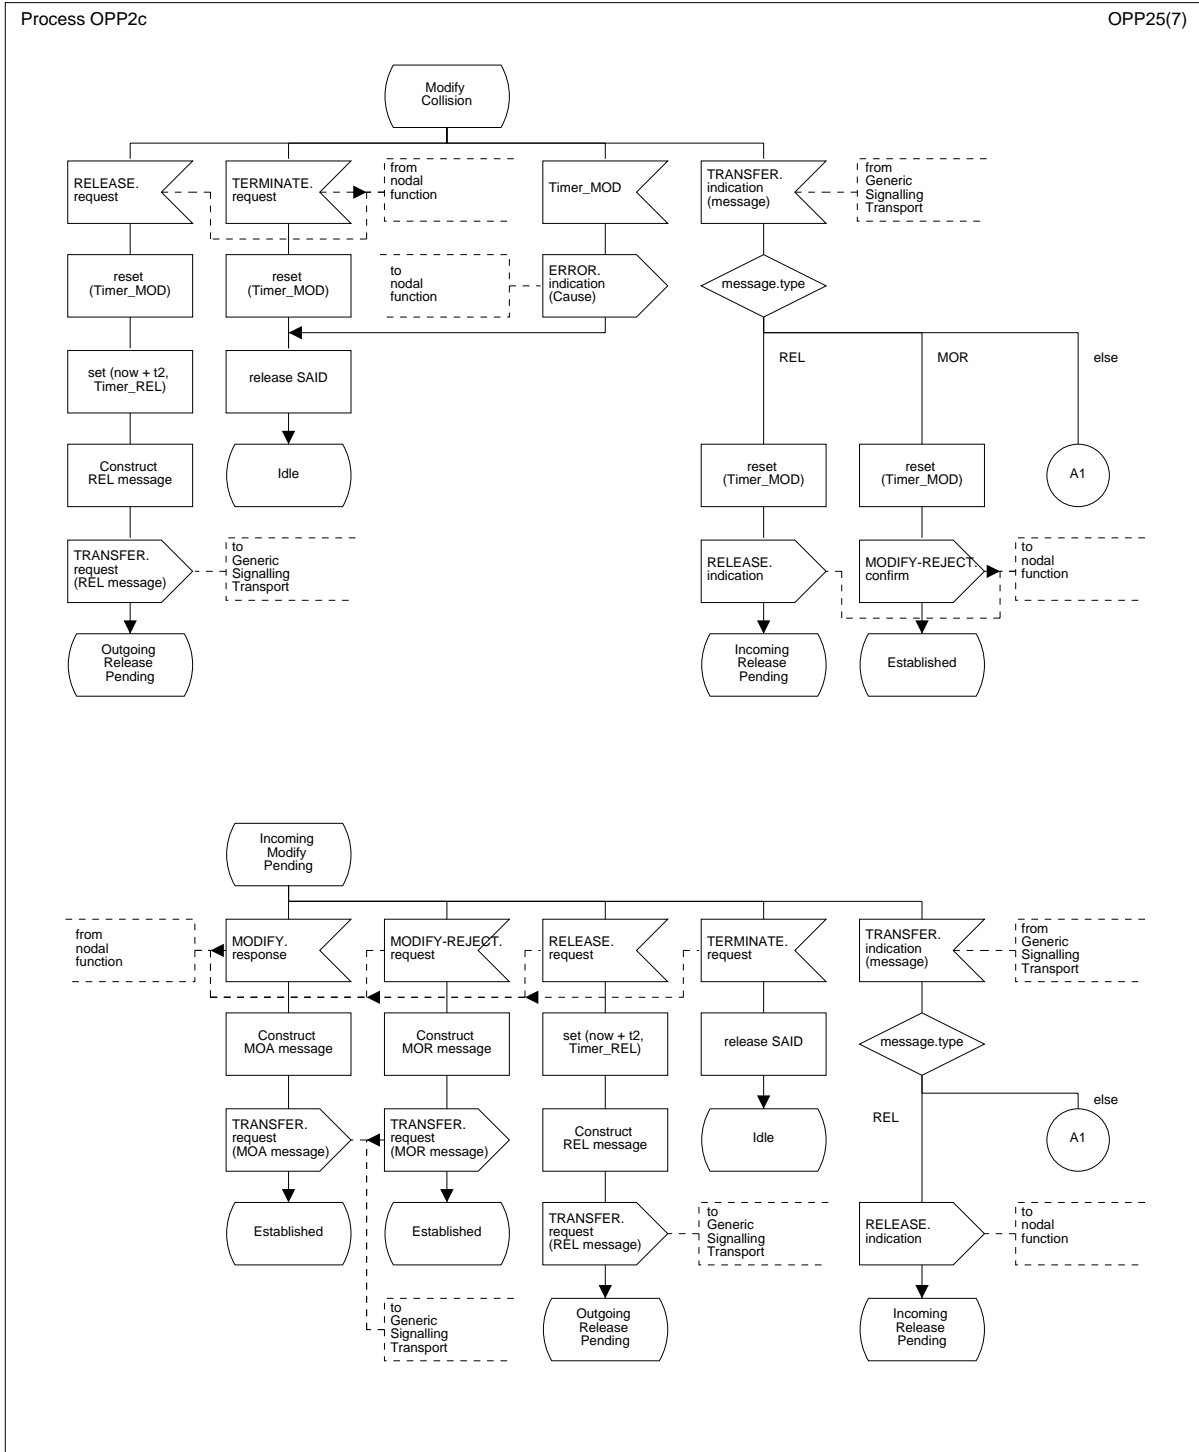 Process OPP2c
OPP25(7)
Modify
Collision
RELEASE.
request
TERMINATE.
request
from
nodal
function
Timer_MOD
TRANSFER.
indication
(message)
from
Generic
Signalling
Transport
reset
(Timer_MOD)
reset
(Timer_MOD)
to
nodal
function
ERROR.
indication
(Cause)
message.type
REL
MOR
else
set (now + t2,
Timer_REL)
release SAID
Construct
REL message
Idle
reset
(Timer_MOD)
reset
(Timer_MOD)
A1
TRANSFER.
request
(REL message)
to
Generic
Signalling
Transport
RELEASE.
indication
MODIFY-REJECT.
confirm
to
nodal
function
Outgoing
Release
Pending
Incoming
Release
Pending
Established
Incoming
Modify
Pending
from
nodal
function
MODIFY.
response
MODIFY-REJECT.
request
RELEASE.
request
TERMINATE.
request
TRANSFER.
indication
(message)
from
Generic
Signalling
Transport
Construct
MOA message
Construct
MOR message
set (now + t2,
Timer_REL)
release SAID
message.type
REL
else
TRANSFER.
request
(MOA message)
TRANSFER.
request
(MOR message)
Construct
REL message
Idle
A1
Established
Established
TRANSFER.
request
(REL message)
to
Generic
Signalling
Transport
RELEASE.
indication
to
nodal
function
to
Generic
Signalling
Transport
Outgoing
Release
Pending
Incoming
Release
Pending